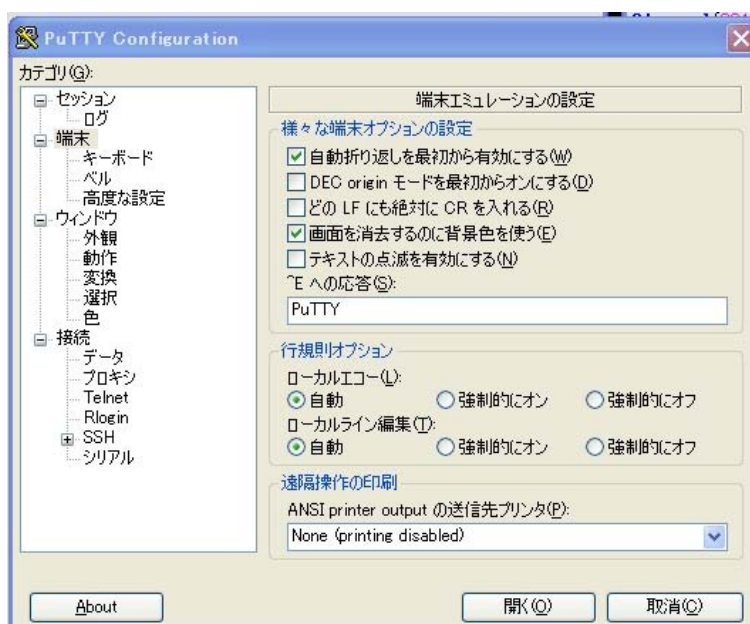 PuTTY Configuration
カテゴリ(G):
セッション
ログ
端末
キーボード
ベル
高度な設定
ウィンドウ
外観
動作
変換
選択
色
接続
データ
プロキシ
Telnet
Rlogin
SSH
シリアル
端末エミュレーションの設定
様々な端末オプションの設定
自動折り返しを最初から有効にする(W)
DEC origin モードを最初からオンにする(D)
どの LF にも絶対に CR を入れる(R)
画面を消去するのに背景色を使う(E)
テキストの点滅を有効にする(N)
^E への応答(S):
PuTTY
行規則オプション
ローカルエコー(L):
自動 強制的にオン 強制的にオフ
ローカルライン編集(T):
自動 強制的にオン 強制的にオフ
遠隔操作の印刷
ANSI printer output の送信先プリンタ(P):
None (printing disabled)
About 開く(O) 取消(C)